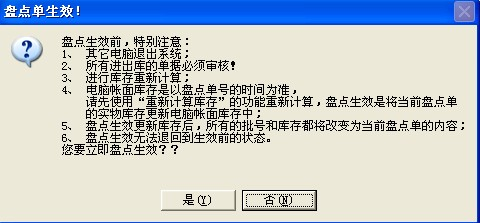 盘点单生效！
盘点生效前，特别注意：
1、 其它电脑退出系统；
2、 所有进出库的单据必须审核！
3、 进行库存重新计算；
4、 电脑帐面库存是以盘点单号的时间为准，
请先使用“重新计算库存”的功能重新计算，盘点生效是将当前盘点单
的实物库存更新电脑帐面库存中；
5、 盘点生效更新库存后，所有的批号和库存都将改变为当前盘点单的内容；
6、 盘点生效无法退回到生效前的状态。
您要立即盘点生效？？
是(Y) 否(N)